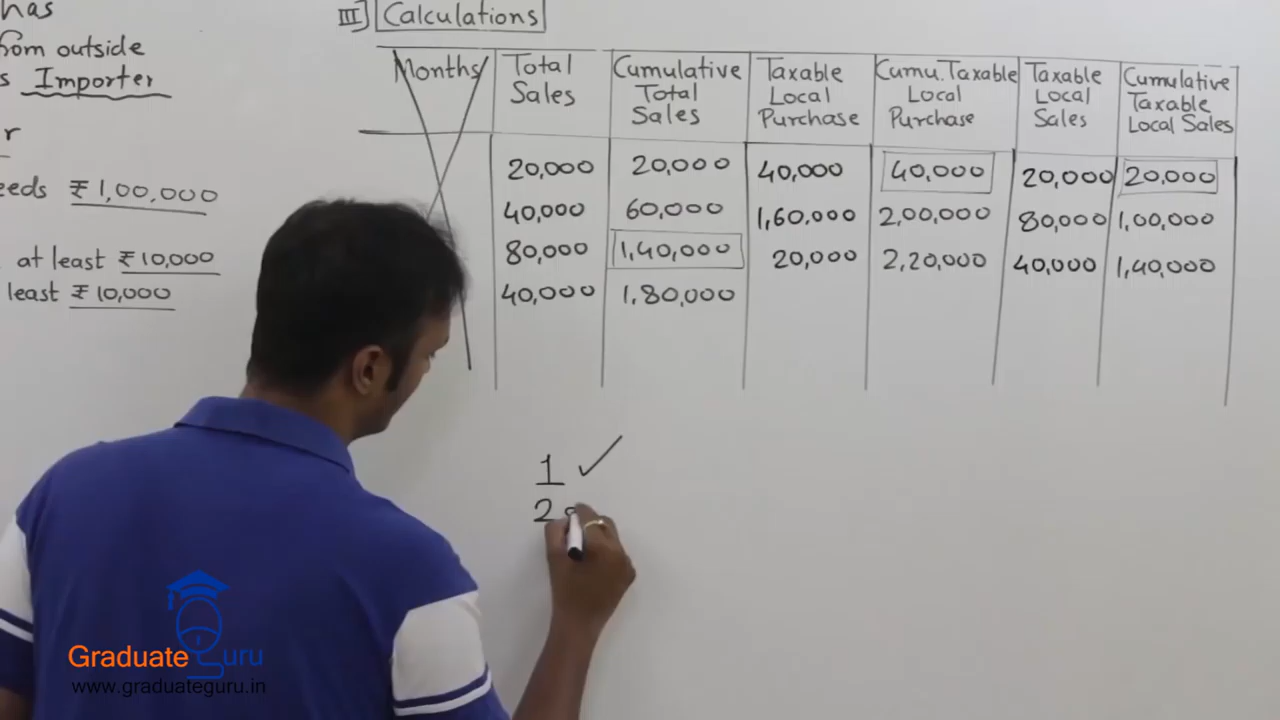 has
from outside
s Importer
r
eeds ₹1,00,000
at least ₹10,000
least ₹10,000
III] Calculations
Months Total Sales Cumulative Total Sales Taxable Local Purchase Cumu. Taxable Local Purchase Taxable Local Sales Cumulative Taxable Local Sales
20,000 20,000 40,000 40,000 20,000 20,000
40,000 60,000 1,60,000 2,00,000 80,000 1,00,000
80,000 1,40,000 20,000 2,20,000 40,000 1,40,000
40,000 1,80,000
1 ✓
2
Graduate Guru
www.graduateguru.in